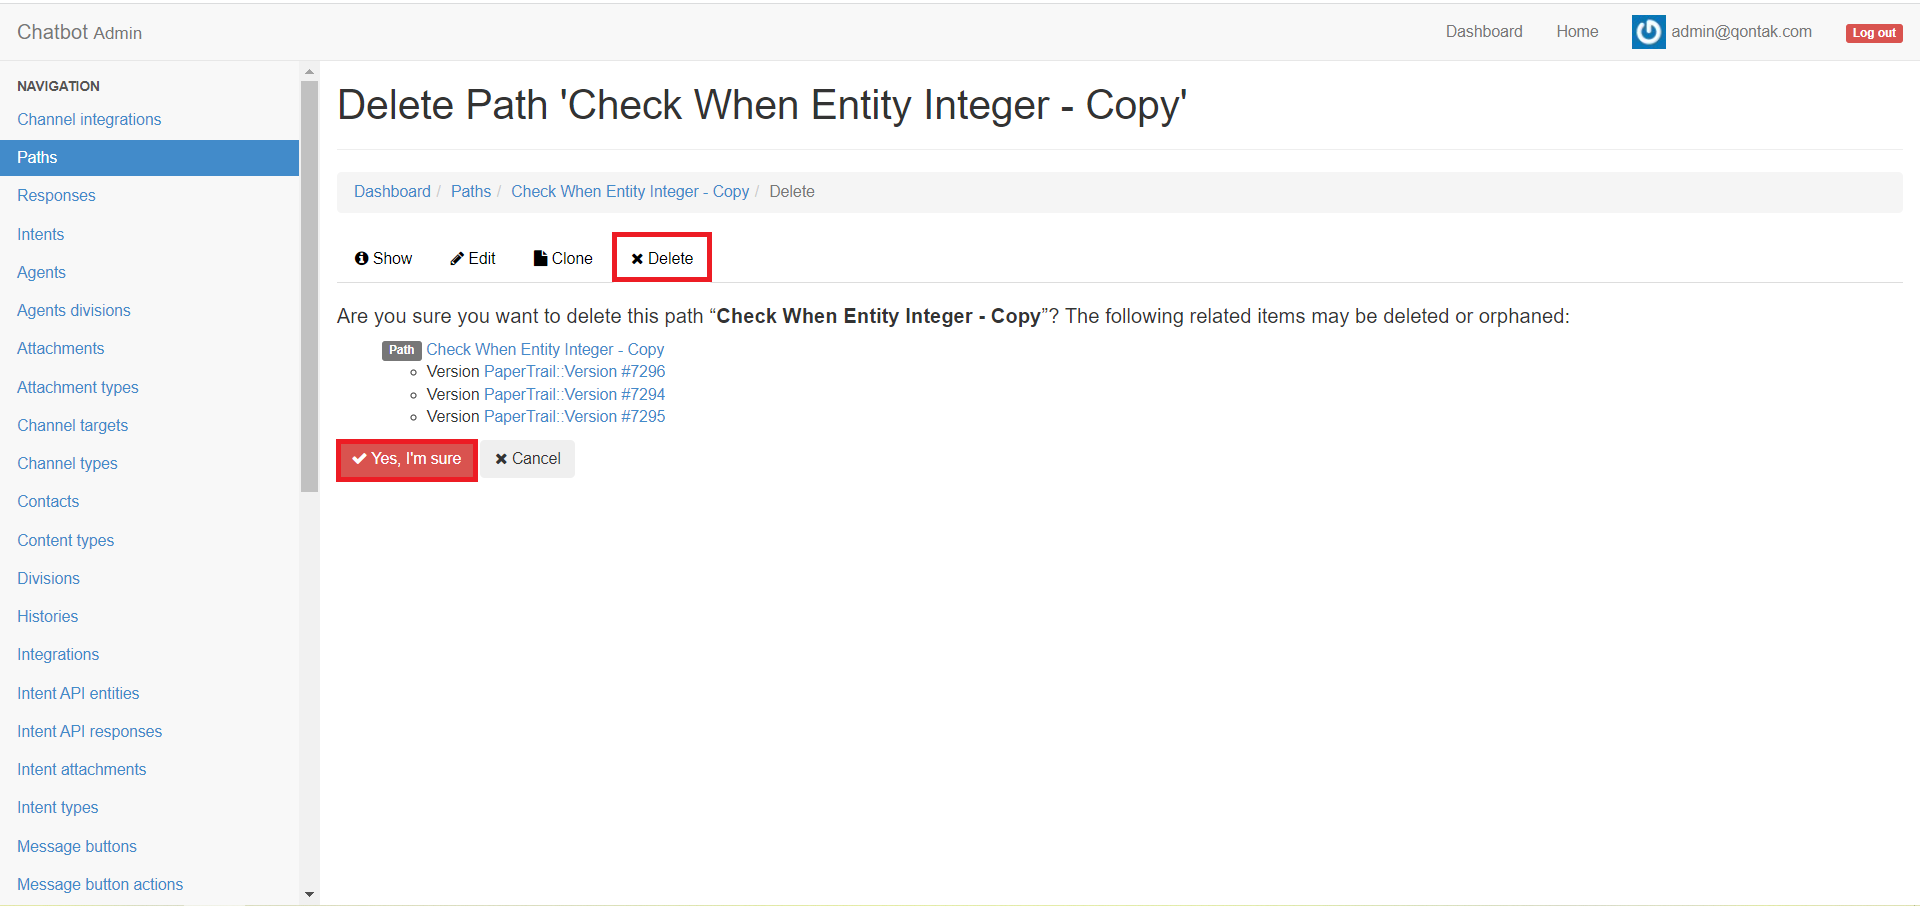 Chatbot Admin
Dashboard Home admin@qontak.com Log out
NAVIGATION
Channel integrations
Paths
Responses
Intents
Agents
Agents divisions
Attachments
Attachment types
Channel targets
Channel types
Contacts
Content types
Divisions
Histories
Integrations
Intent API entities
Intent API responses
Intent attachments
Intent types
Message buttons
Message button actions
Delete Path 'Check When Entity Integer - Copy'
Dashboard / Paths / Check When Entity Integer - Copy / Delete
Show Edit Clone Delete
Are you sure you want to delete this path “Check When Entity Integer - Copy”? The following related items may be deleted or orphaned:
Path Check When Entity Integer - Copy
Version PaperTrail::Version #7296
Version PaperTrail::Version #7294
Version PaperTrail::Version #7295
Yes, I'm sure Cancel